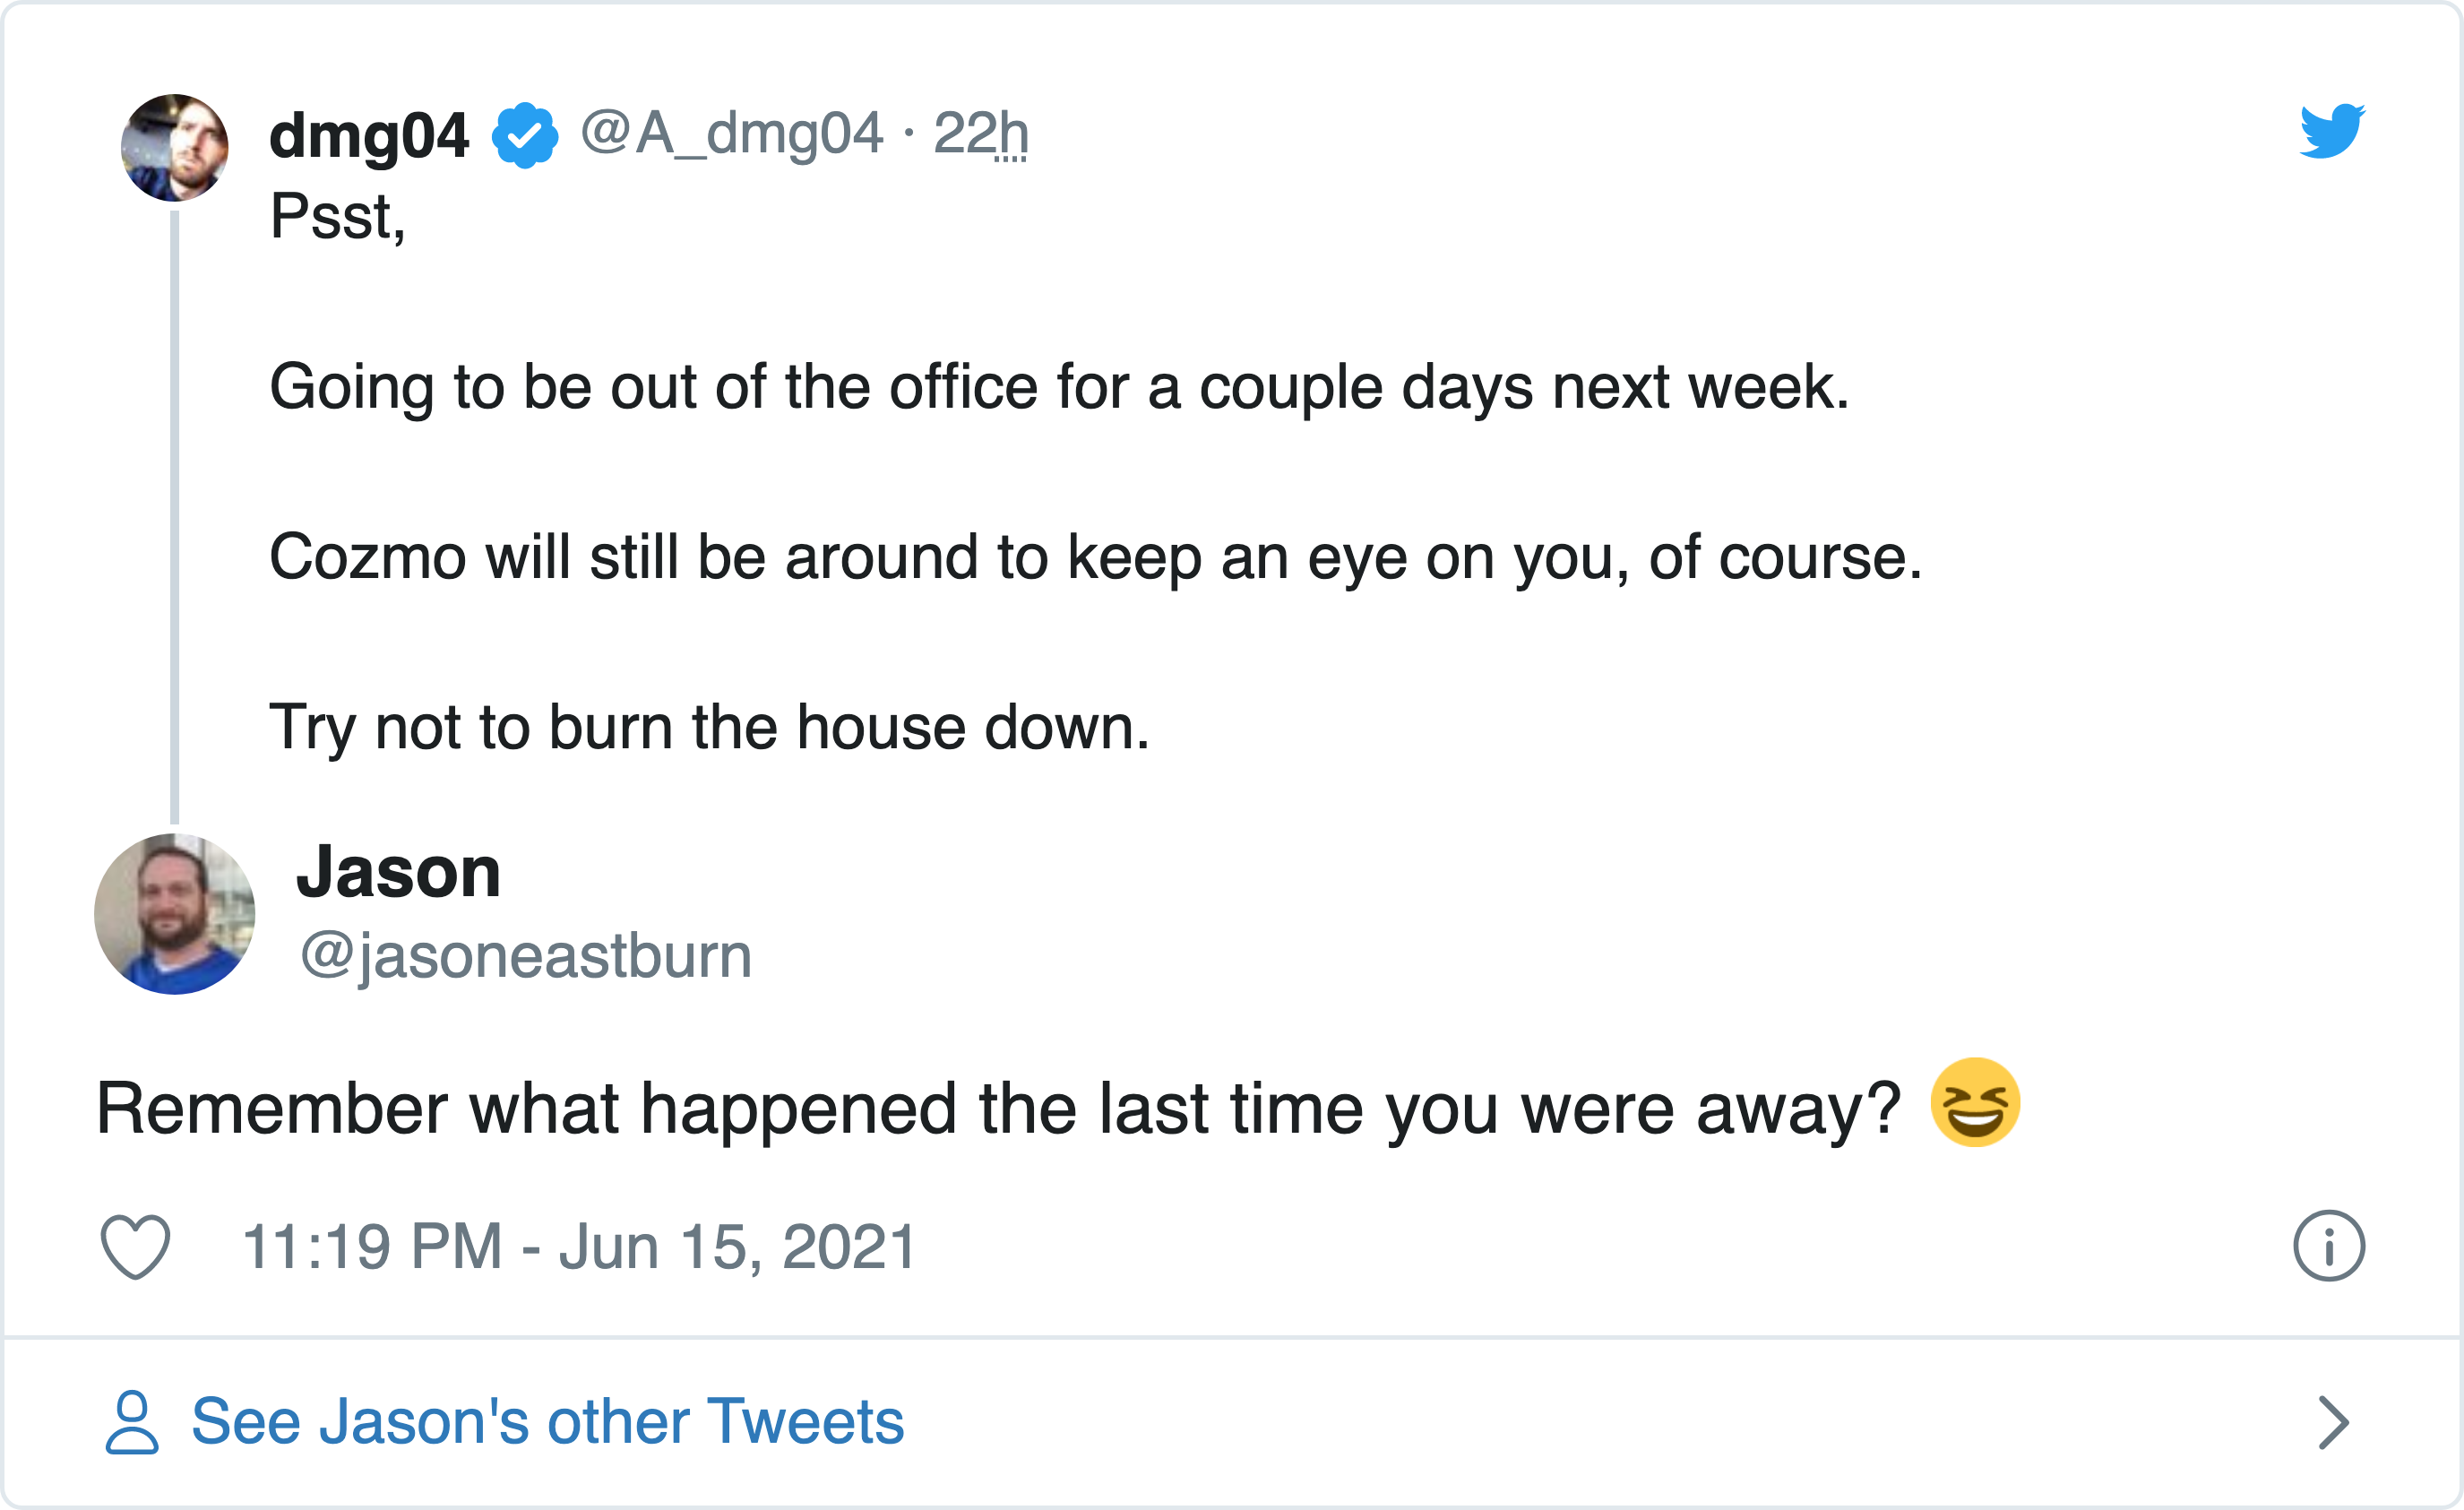 dmg04 @A_dmg04 · 22h
Psst,
Going to be out of the office for a couple days next week.
Cozmo will still be around to keep an eye on you, of course.
Try not to burn the house down.
Jason
@jasoneastburn
Remember what happened the last time you were away? 😆
11:19 PM - Jun 15, 2021
See Jason's other Tweets